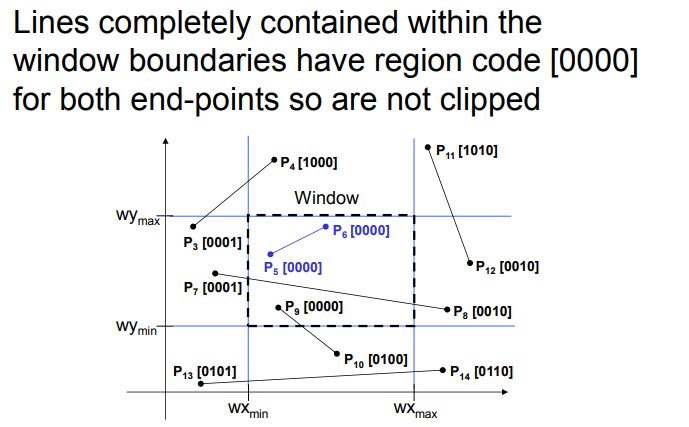 Lines completely contained within the
window boundaries have region code [0000]
for both end-points so are not clipped
P11 [1010]
P4 [1000]
Window
wymax
P6 [0000]
P3 [0001]
P5 [0000]
P12 [0010]
P7 [0001]
P9 [0000]
P8 [0010]
wymin
P10 [0100]
P13 [0101]
P14 [0110]
wxmin
wxmax